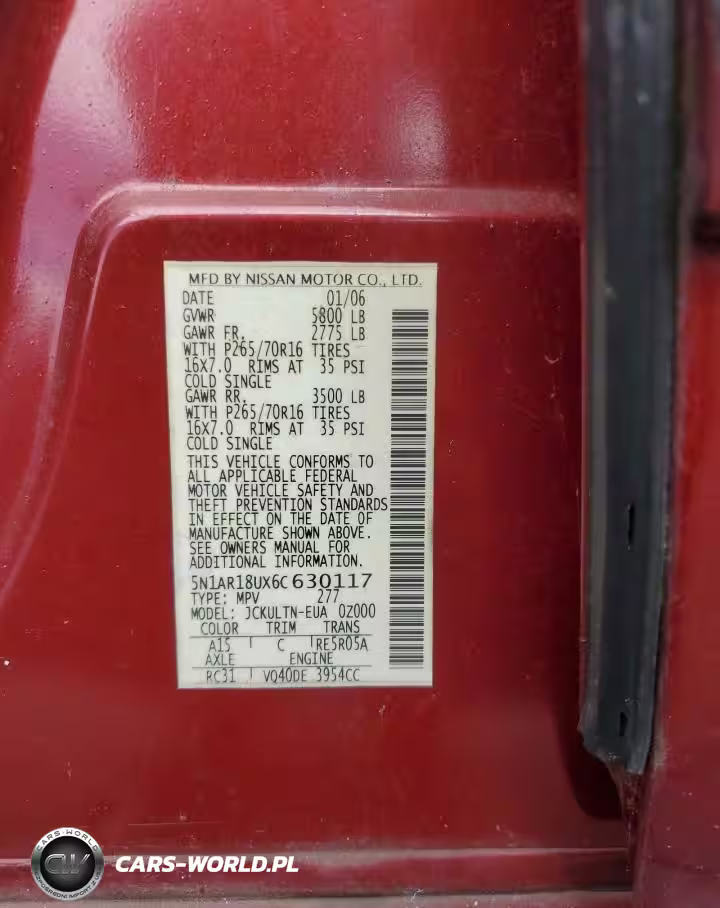 MFD BY NISSAN MOTOR CO., LTD.
DATE 01/06
GVWR 5800 LB
GAWR FR. 2775 LB
WITH P265/70R16 TIRES
16X7.0 RIMS AT 35 PSI
COLD SINGLE
GAWR RR. 3500 LB
WITH P265/70R16 TIRES
16X7.0 RIMS AT 35 PSI
COLD SINGLE
THIS VEHICLE CONFORMS TO
ALL APPLICABLE FEDERAL
MOTOR VEHICLE SAFETY AND
THEFT PREVENTION STANDARDS
IN EFFECT ON THE DATE OF
MANUFACTURE SHOWN ABOVE.
SEE OWNERS MANUAL FOR
ADDITIONAL INFORMATION.
5N1AR18UX6C630117
TYPE: MPV 277
MODEL: JCKULTN-EUA 0Z000
COLOR TRIM TRANS
A15 C RE5R05A
AXLE ENGINE
RC31 VQ40DE 3954CC
CARS-WORLD
CW
CARS-WORLD.PL